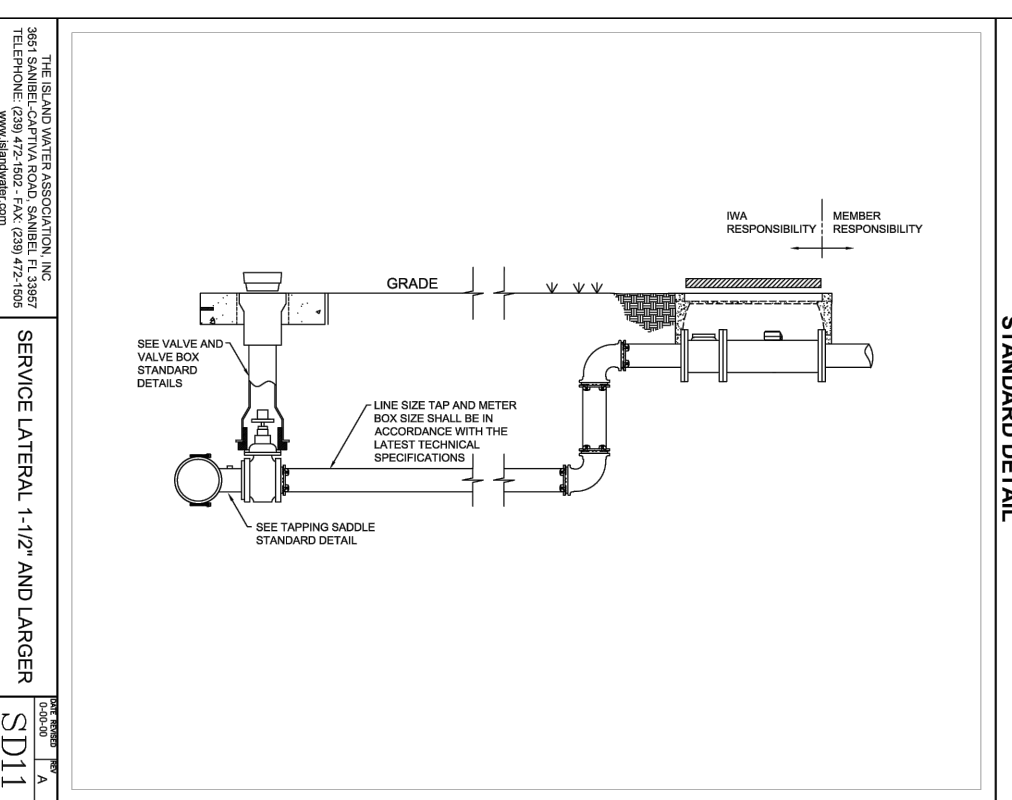 IWA
RESPONSIBILITY
MEMBER
RESPONSIBILITY
GRADE
SEE VALVE AND
VALVE BOX
STANDARD
DETAILS
LINE SIZE TAP AND METER
BOX SIZE SHALL BE IN
ACCORDANCE WITH THE
LATEST TECHNICAL
SPECIFICATIONS
SEE TAPPING SADDLE
STANDARD DETAIL
STANDARD DETAIL
THE ISLAND WATER ASSOCIATION, INC
3651 SANIBEL-CAPTIVA ROAD, SANIBEL FL 33957
TELEPHONE: (239) 472-1502 - FAX: (239) 472-1505
www.islandwater.com
SERVICE LATERAL 1-1/2" AND LARGER
DATE REVISED
0-00-00
REV
A
SD11